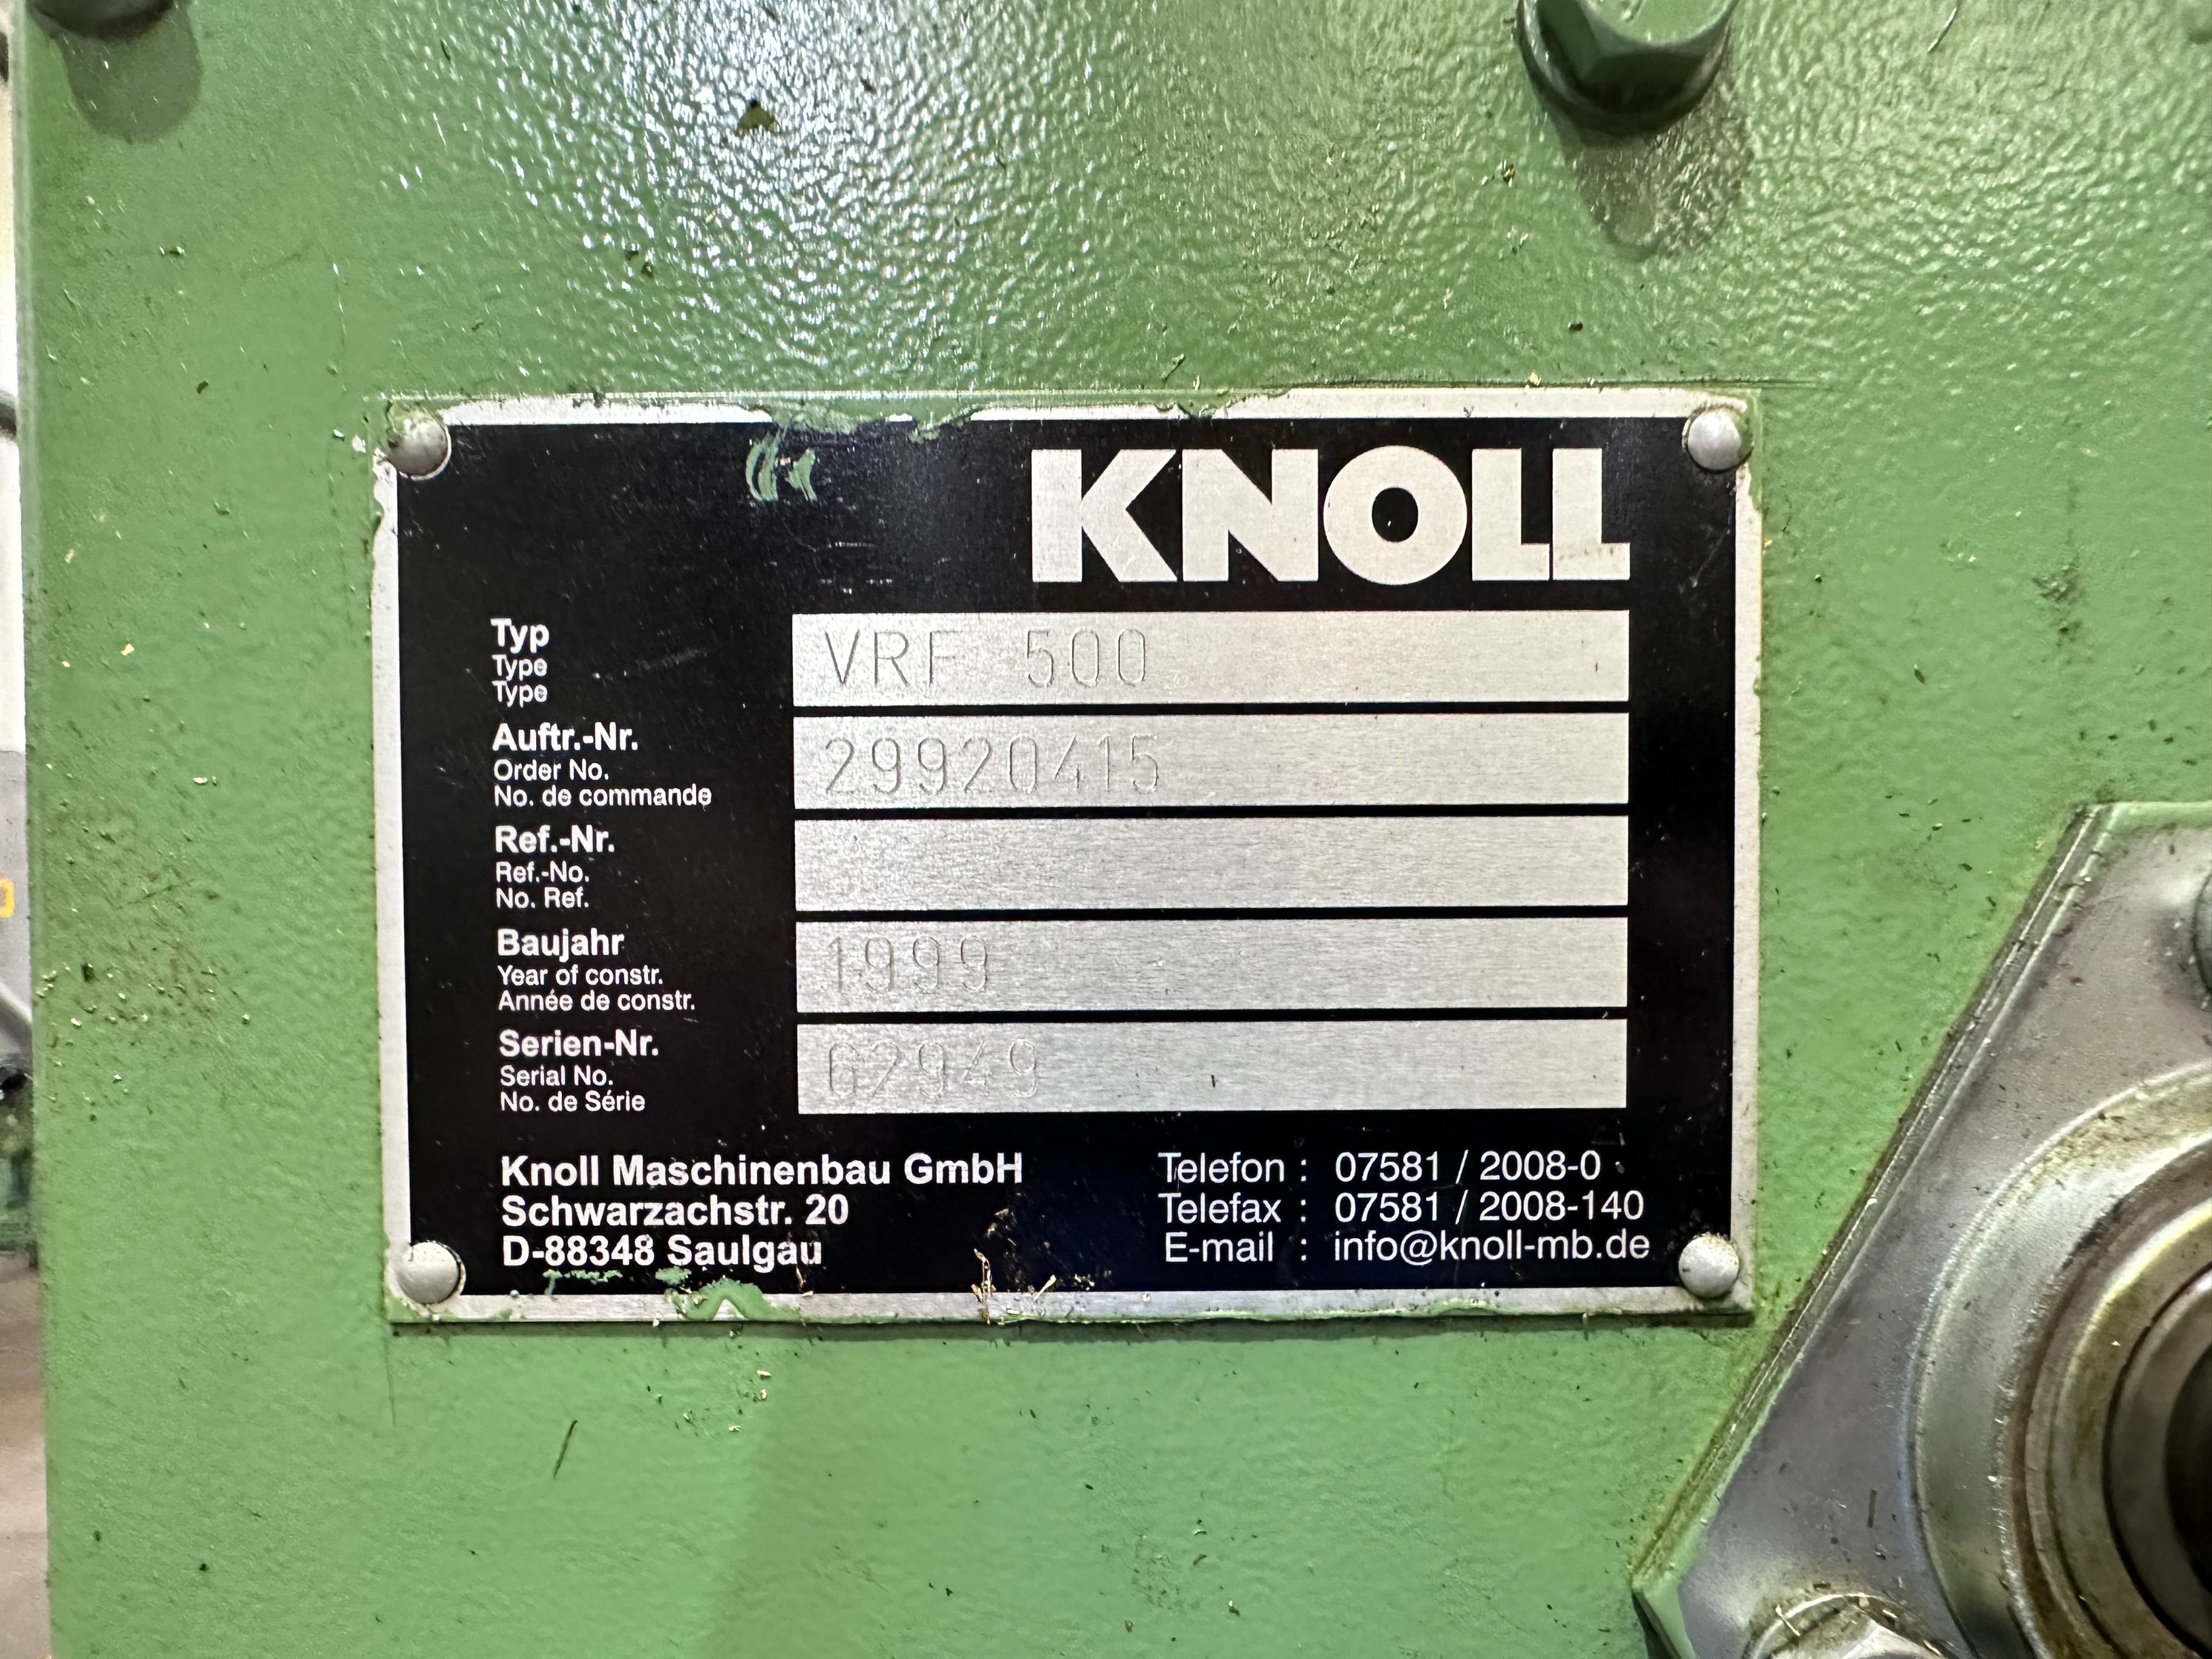 KNOLL
Typ VRF 500
Type
Type
Auftr.-Nr. 29920415
Order No.
No. de commande
Ref.-Nr.
Ref.-No.
No. Ref.
Baujahr 1999
Year of constr.
Année de constr.
Serien-Nr. G2949
Serial No.
No. de Série
Knoll Maschinenbau GmbH
Schwarzachstr. 20
D-88348 Saulgau
Telefon : 07581 / 2008-0
Telefax : 07581 / 2008-140
E-mail : info@knoll-mb.de